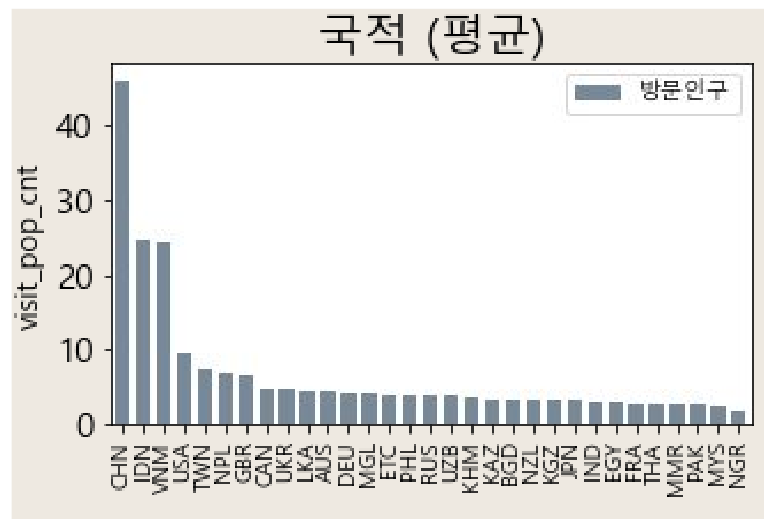 국적 (평균)
방문인구
visit_pop_cnt
40
30
20
10
0
CHN IDN VNM USA TWN NPL GBR CAN UKR LKA AUS DEU MGL ETC PHL RUS UZB KHM KAZ BGD NZL KGZ JPN IND EGY FRA THA MMR PAK MYS NGR